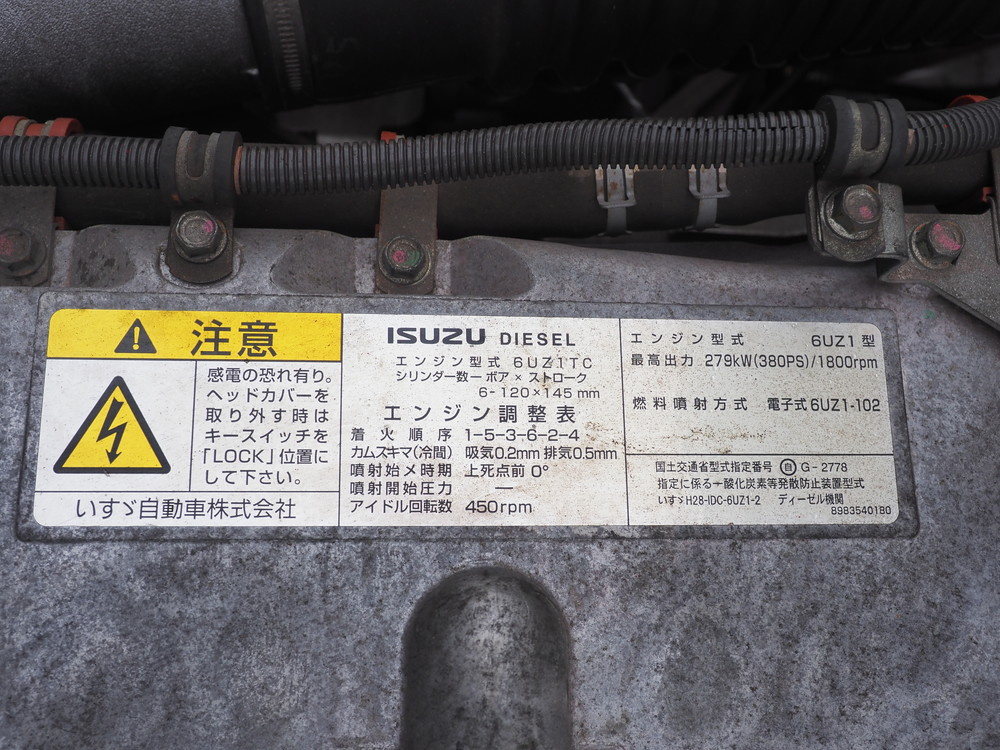 注意
感電の恐れ有り。
ヘッドカバーを
取り外す時は
キースイッチを
「LOCK」位置に
して下さい。
いすゞ自動車株式会社
ISUZU DIESEL
エンジン型式 6UZ1TC
シリンダー数ー ボア × ストローク
6-120×145 mm
エンジン調整表
着火順序 1-5-3-6-2-4
カムスキマ(冷間) 吸気0.2mm 排気0.5mm
噴射始メ時期 上死点前 0°
噴射開始圧力 ー
アイドル回転数 450rpm
エンジン型式 6UZ1型
最高出力 279kW(380PS)/1800rpm
燃料噴射方式 電子式6UZ1-102
国土交通省型式指定番号 自 G-2778
指定に係る一酸化炭素等発散防止装置型式
いすゞH28-IDC-6UZ1-2 ディーゼル機関
8983540180